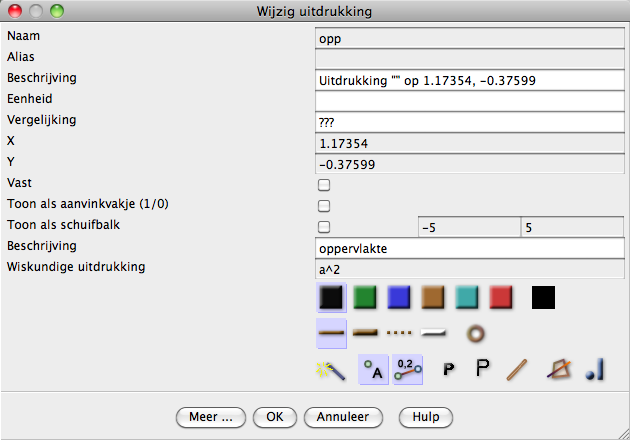 Wijzig uitdrukking
Naam opp
Alias
Beschrijving Uitdrukking "" op 1.17354, -0.37599
Eenheid
Vergelijking ???
X 1.17354
Y -0.37599
Vast
Toon als aanvinkvakje (1/0)
Toon als schuifbalk -5 5
Beschrijving oppervlakte
Wiskundige uitdrukking a^2
A 0,2 P P
Meer ... OK Annuleer Hulp